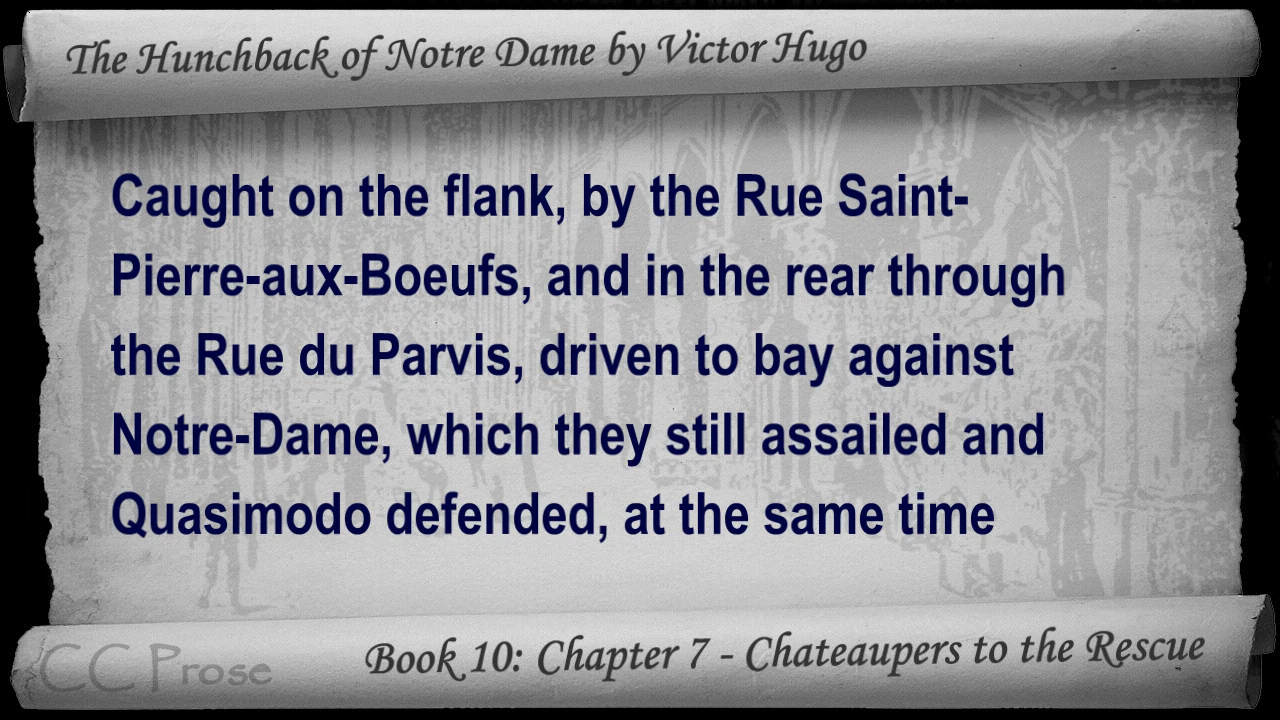 The Hunchback of Notre Dame by Victor Hugo
Caught on the flank, by the Rue Saint-
Pierre-aux-Boeufs, and in the rear through
the Rue du Parvis, driven to bay against
Notre-Dame, which they still assailed and
Quasimodo defended, at the same time
CC Prose
Book 10: Chapter 7 - Chateaupers to the Rescue